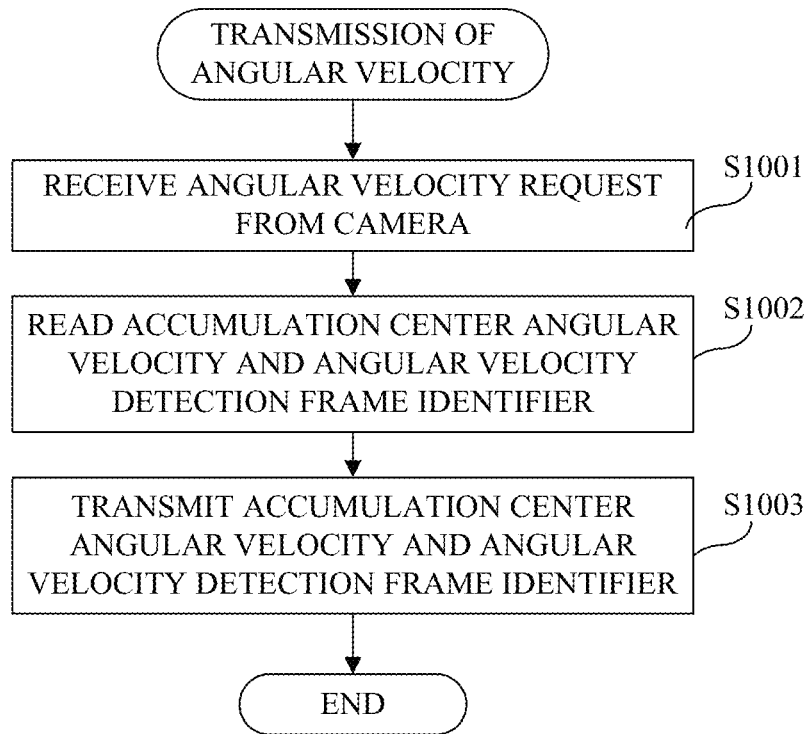 TRANSMISSION OF
ANGULAR VELOCITY
RECEIVE ANGULAR VELOCITY REQUEST
FROM CAMERA
S1001
READ ACCUMULATION CENTER ANGULAR
VELOCITY AND ANGULAR VELOCITY
DETECTION FRAME IDENTIFIER
S1002
TRANSMIT ACCUMULATION CENTER
ANGULAR VELOCITY AND ANGULAR
VELOCITY DETECTION FRAME IDENTIFIER
S1003
END